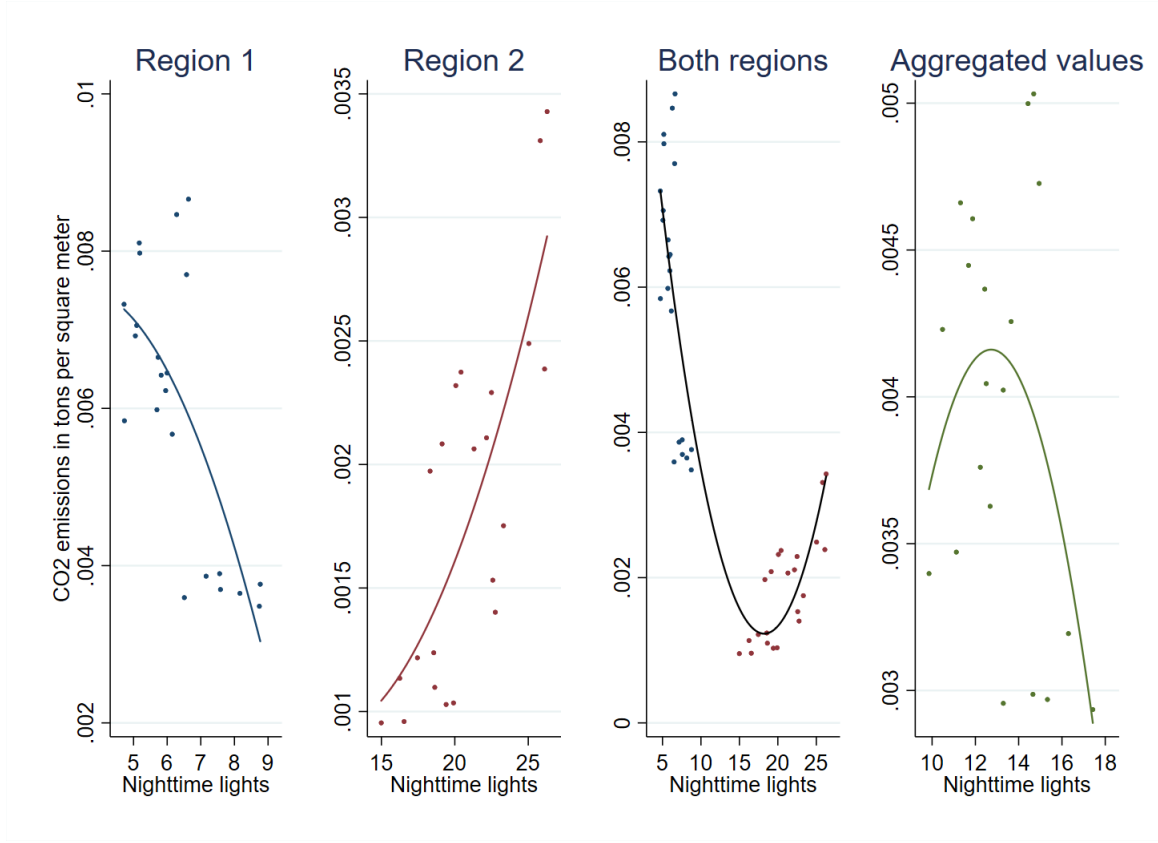 Region 1
CO2 emissions in tons per square meter
.01
.008
.006
.004
.002
5 6 7 8 9
Nighttime lights
Region 2
.0035
.003
.0025
.002
.0015
.001
15 20 25
Nighttime lights
Both regions
.008
.006
.004
.002
0
5 10 15 20 25
Nighttime lights
Aggregated values
.005
.0045
.004
.0035
.003
10 12 14 16 18
Nighttime lights